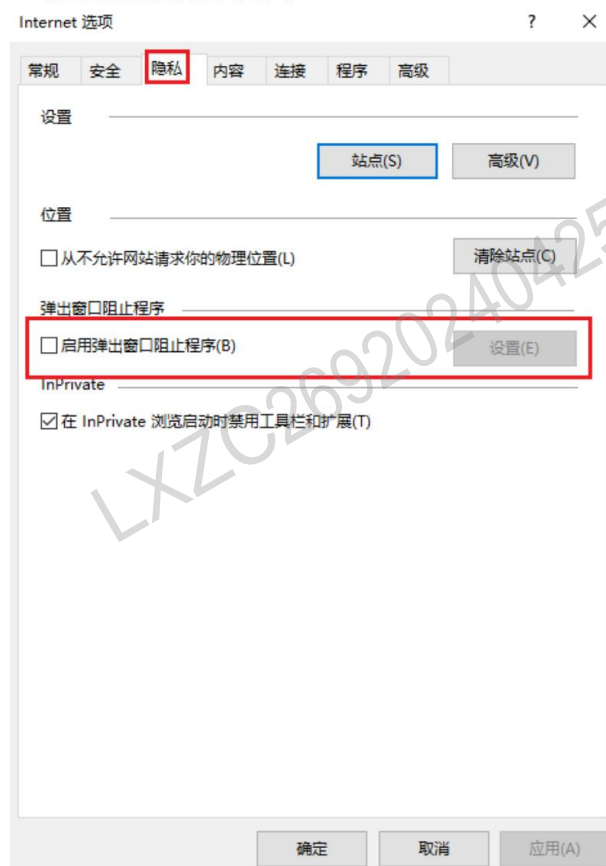 Internet 选项 ? ×
常规 安全 隐私 内容 连接 程序 高级
设置
站点(S) 高级(V)
位置
从不允许网站请求你的物理位置(L) 清除站点(C)
弹出窗口阻止程序
启用弹出窗口阻止程序(B) 设置(E)
InPrivate
在 InPrivate 浏览启动时禁用工具栏和扩展(T)
LXZC26920240425
确定 取消 应用(A)